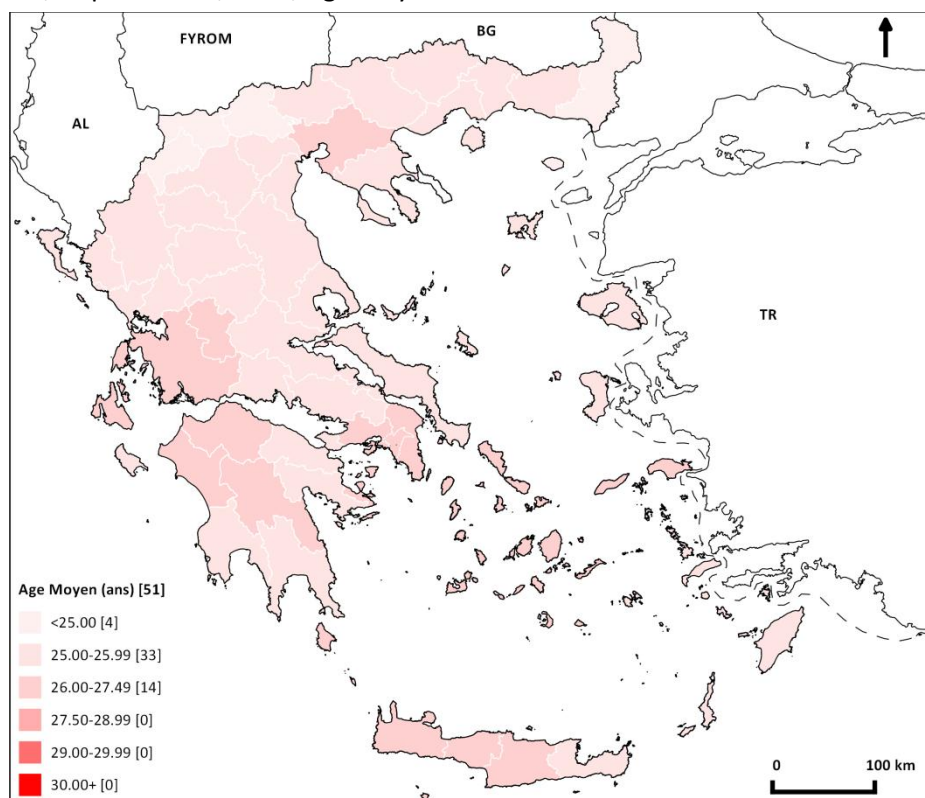 FYROM
BG
AL
TR
Age Moyen (ans) [51]
<25.00 [4]
25.00-25.99 [33]
26.00-27.49 [14]
27.50-28.99 [0]
29.00-29.99 [0]
30.00+ [0]
0 100 km